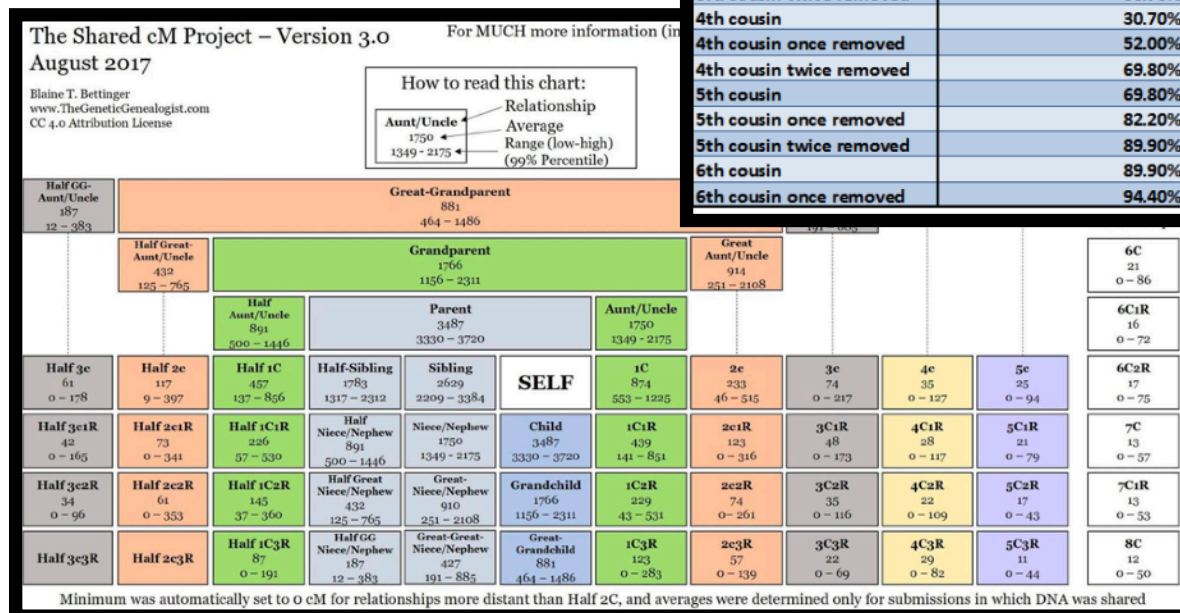 The Shared cM Project – Version 3.0
August 2017
For MUCH more information (in
Blaine T. Bettinger
www.TheGeneticGenealogist.com
CC 4.0 Attribution License
How to read this chart:
Relationship
Average
Range (low-high)
(99% Percentile)
Aunt/Uncle
1750
1349 - 2175
4th cousin 30.70%
4th cousin once removed 52.00%
4th cousin twice removed 69.80%
5th cousin 69.80%
5th cousin once removed 82.20%
5th cousin twice removed 89.90%
6th cousin 89.90%
6th cousin once removed 94.40%
Half GG-
Aunt/Uncle
187
12 – 383
Great-Grandparent
881
464 – 1486
Half Great-
Aunt/Uncle
432
125 – 765
Grandparent
1766
1156 – 2311
Great
Aunt/Uncle
914
251 – 2108
6C
21
0 – 86
Half
Aunt/Uncle
891
500 – 1446
Parent
3487
3330 – 3720
Aunt/Uncle
1750
1349 - 2175
6C1R
16
0 – 72
Half 3c
61
0 – 178
Half 2c
117
9 – 397
Half 1C
457
137 – 856
Half-Sibling
1783
1317 – 2312
Sibling
2629
2209 – 3384
SELF
1C
874
553 – 1225
2c
233
46 – 515
3c
74
0 – 217
4c
35
0 – 127
5c
25
0 – 94
6C2R
17
0 – 75
Half 3c1R
42
0 – 165
Half 2c1R
73
0 – 341
Half 1C1R
226
57 – 530
Half
Niece/Nephew
891
500 – 1446
Niece/Nephew
1750
1349 - 2175
Child
3487
3330 – 3720
1C1R
439
141 – 851
2c1R
123
0 – 316
3C1R
48
0 – 173
4C1R
28
0 – 117
5C1R
21
0 – 79
7C
13
0 – 57
Half 3c2R
34
0 – 96
Half 2c2R
61
0 – 353
Half 1C2R
145
37 – 360
Half Great
Niece/Nephew
432
125 – 765
Great-
Niece/Nephew
910
251 – 2108
Grandchild
1766
1156 – 2311
1C2R
229
43 – 531
2c2R
74
0 – 261
3C2R
35
0 – 116
4C2R
22
0 – 109
5C2R
17
0 – 43
7C1R
13
0 – 53
Half 3c3R
Half 2c3R
Half 1C3R
87
0 – 191
Half GG
Niece/Nephew
187
12 – 383
Great-Great-
Niece/Nephew
427
191 – 885
Great-
Grandchild
881
464 – 1486
1C3R
123
0 – 283
2c3R
57
0 – 139
3C3R
22
0 – 69
4C3R
29
0 – 82
5C3R
11
0 – 44
8C
12
0 – 50
Minimum was automatically set to 0 cM for relationships more distant than Half 2C, and averages were determined only for submissions in which DNA was shared